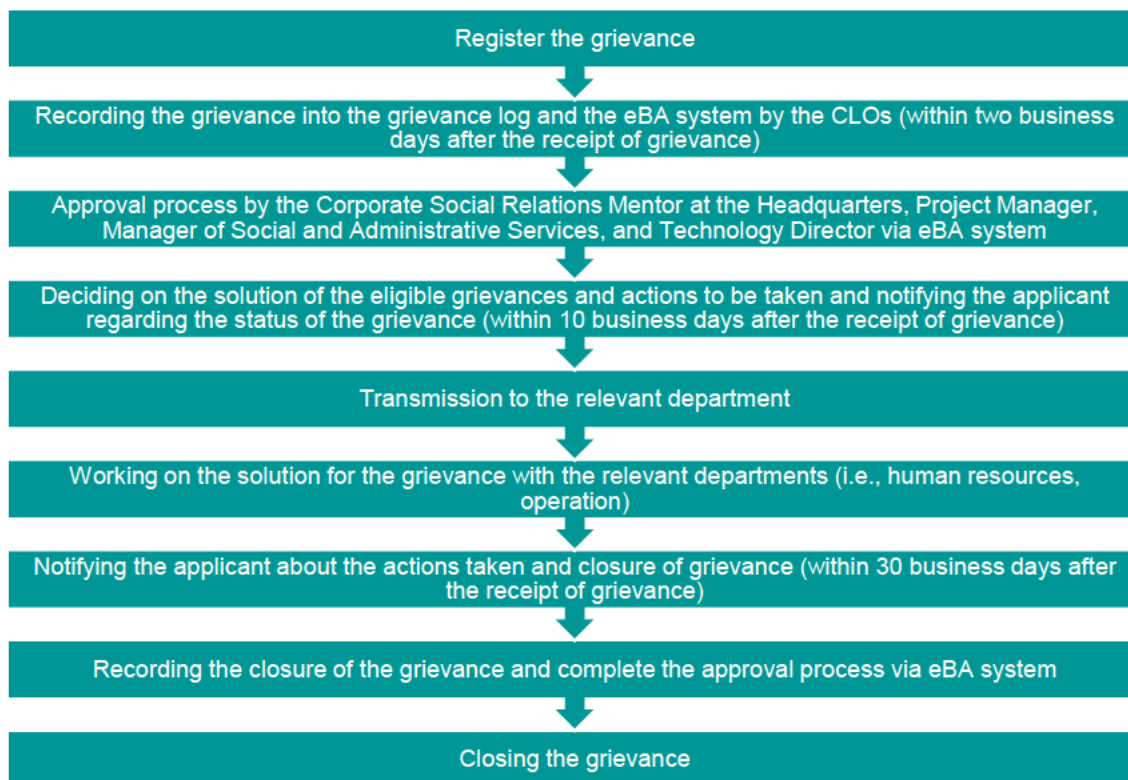 Register the grievance
Recording the grievance into the grievance log and the eBA system by the CLOs (within two business
days after the receipt of grievance)
Approval process by the Corporate Social Relations Mentor at the Headquarters, Project Manager,
Manager of Social and Administrative Services, and Technology Director via eBA system
Deciding on the solution of the eligible grievances and actions to be taken and notifying the applicant
regarding the status of the grievance (within 10 business days after the receipt of grievance)
Transmission to the relevant department
Working on the solution for the grievance with the relevant departments (i.e., human resources,
operation)
Notifying the applicant about the actions taken and closure of grievance (within 30 business days after
the receipt of grievance)
Recording the closure of the grievance and complete the approval process via eBA system
Closing the grievance